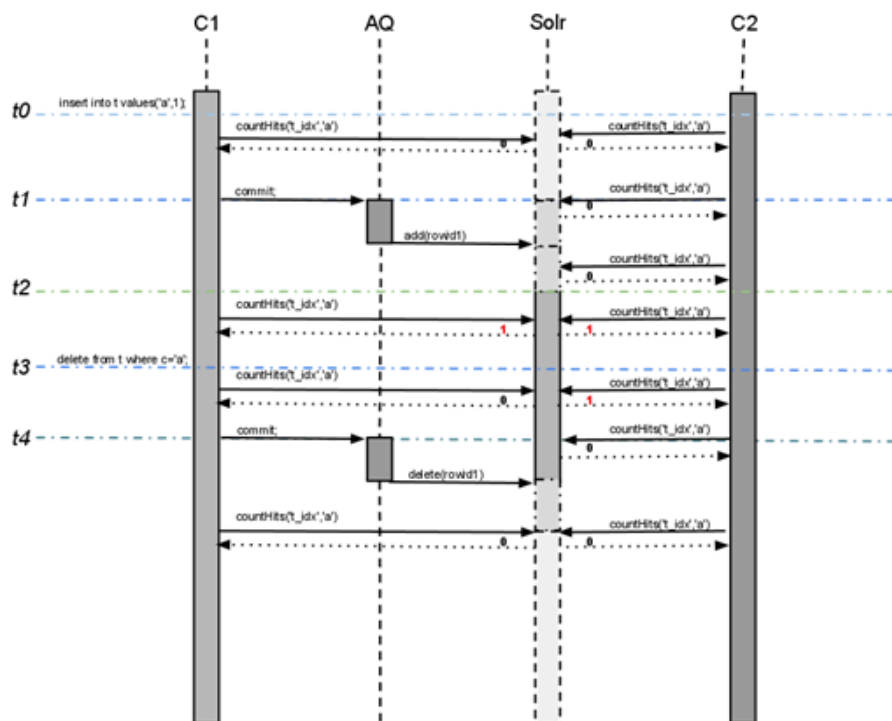 C1 AQ Solr C2
insert into t values('a',1);
t0
countHits('t_idx','a') countHits('t_idx','a')
0 0
t1 commit; countHits('t_idx','a')
0
add(rowid1)
countHits('t_idx','a')
0
t2
countHits('t_idx','a') countHits('t_idx','a')
1 1
delete from t where c='a';
t3
countHits('t_idx','a') countHits('t_idx','a')
0 1
t4 commit; countHits('t_idx','a')
0
delete(rowid1)
countHits('t_idx','a') countHits('t_idx','a')
0 0